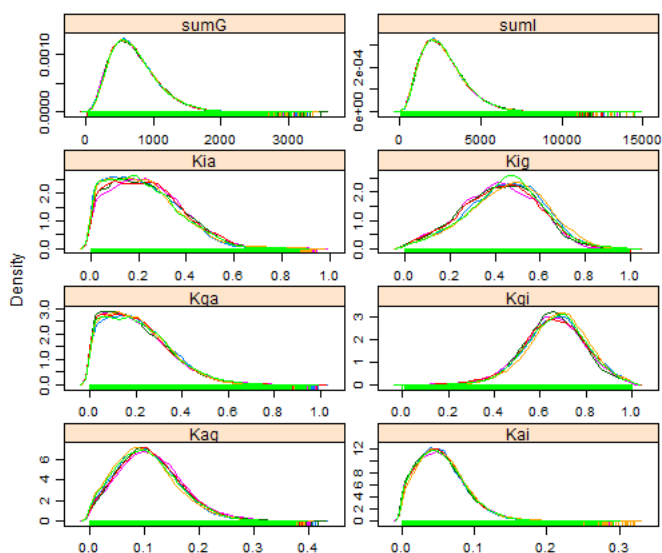 sumG
sumI
0.0000 0.0010
0e+00 2e-04
0 1000 2000 3000
0 5000 10000 15000
Kia
Kig
0.0 1.0 2.0
0.0 1.0 2.0
0.0 0.2 0.4 0.6 0.8 1.0
0.0 0.2 0.4 0.6 0.8 1.0
Density
Kga
Kgi
0.0 1.0 2.0 3.0
0 1 2 3
0.0 0.2 0.4 0.6 0.8 1.0
0.0 0.2 0.4 0.6 0.8 1.0
Kag
Kai
0 2 4 6
0 2 4 6 8 12
0.0 0.1 0.2 0.3 0.4
0.0 0.1 0.2 0.3